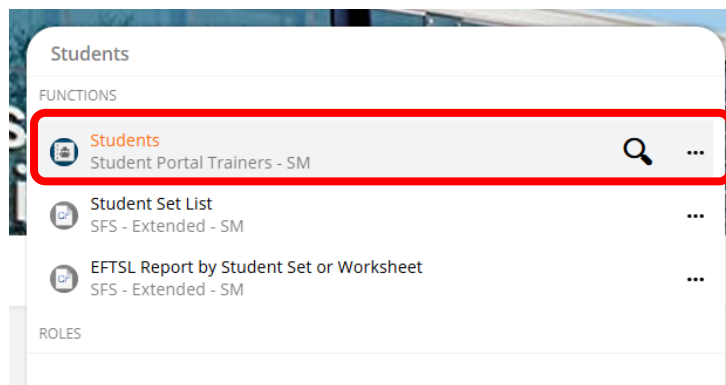 Students
FUNCTIONS
Students
Student Portal Trainers - SM
Student Set List
SFS - Extended - SM
EFTSL Report by Student Set or Worksheet
SFS - Extended - SM
ROLES